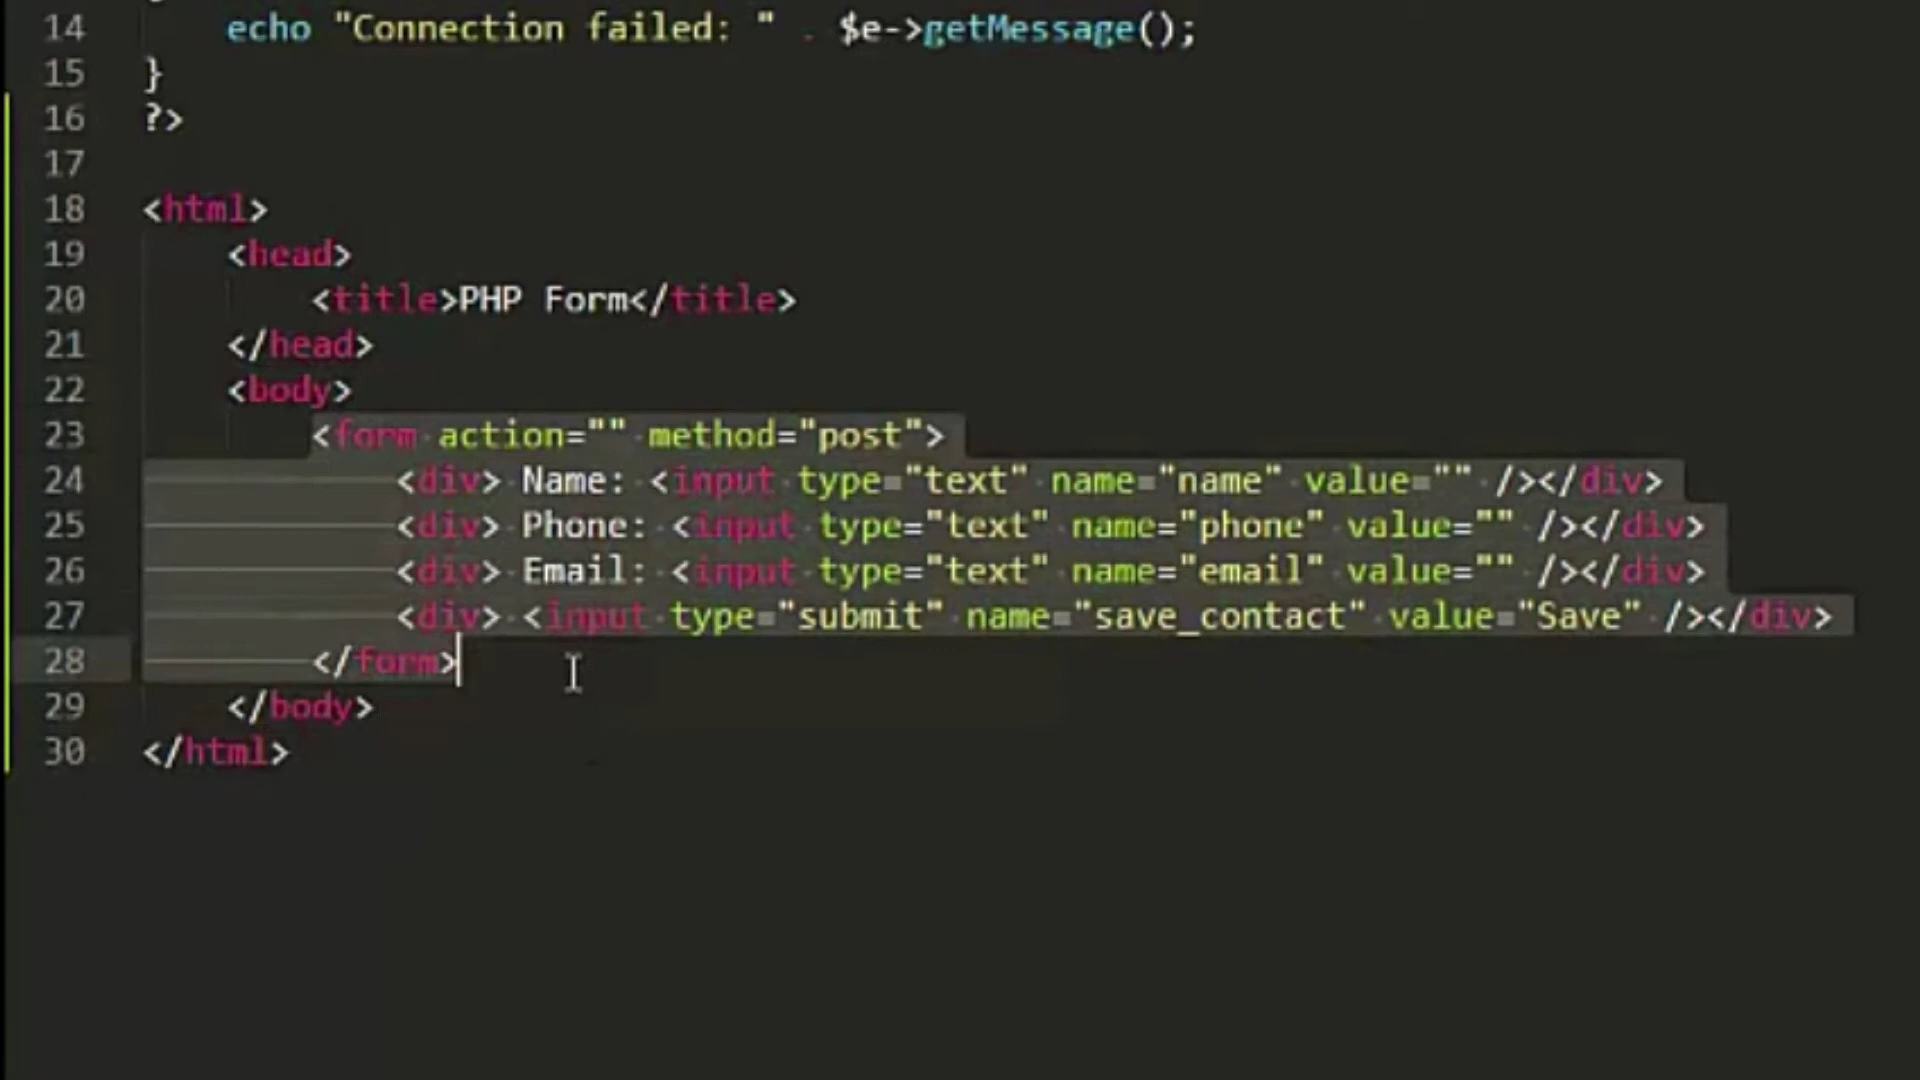 14 echo "Connection failed: " . $e->getMessage();
15 }
16 ?>
17
18 <html>
19 <head>
20 <title>PHP Form</title>
21 </head>
22 <body>
23 <form action="" method="post">
24 <div> Name: <input type="text" name="name" value="" /></div>
25 <div> Phone: <input type="text" name="phone" value="" /></div>
26 <div> Email: <input type="text" name="email" value="" /></div>
27 <div> <input type="submit" name="save_contact" value="Save" /></div>
28 </form>
29 </body>
30 </html>